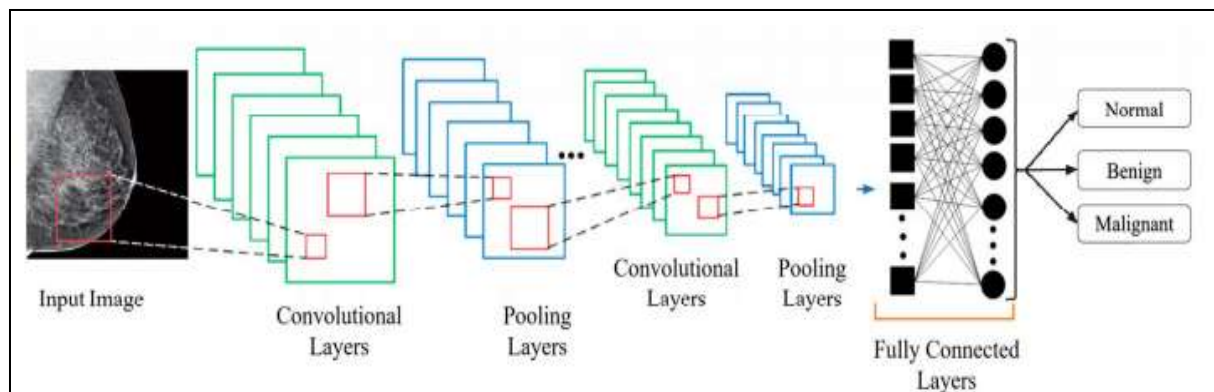 Input Image
Convolutional
Layers
Pooling
Layers
Convolutional
Layers
Pooling
Layers
Fully Connected
Layers
Normal
Benign
Malignant